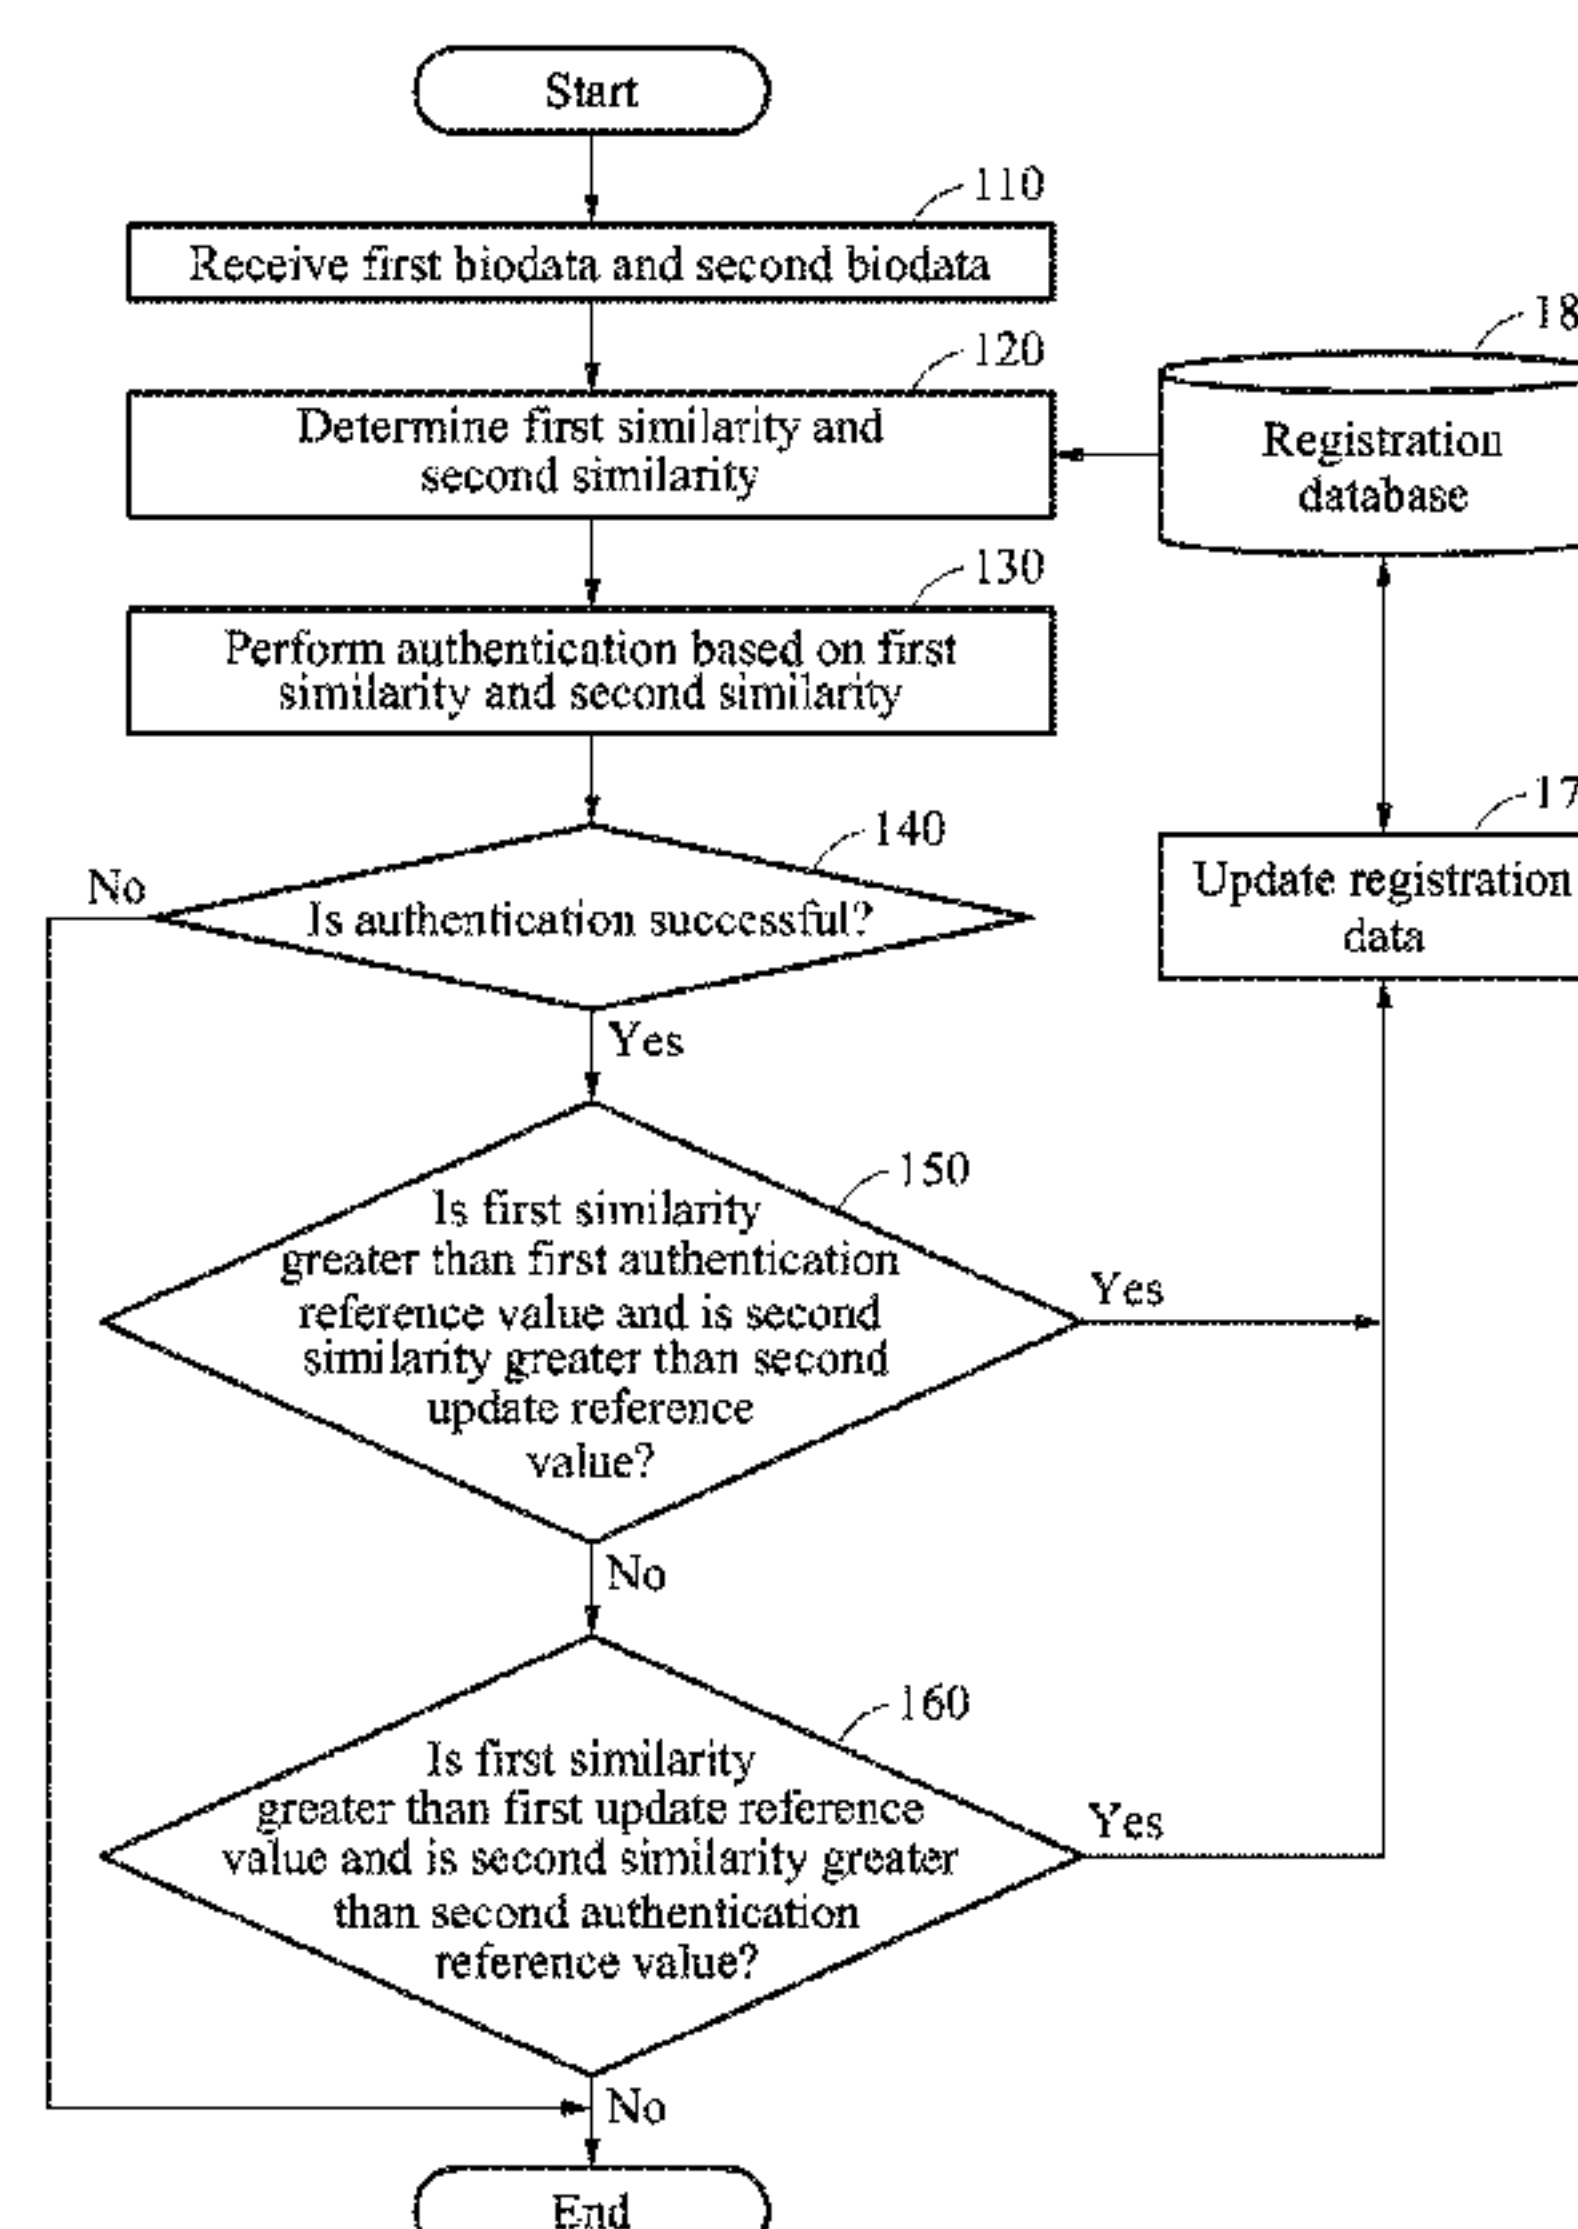 Start
110
Receive first biodata and second biodata
120
Determine first similarity and
second similarity
18
Registration
database
130
Perform authentication based on first
similarity and second similarity
140
No
Is authentication successful?
17
Update registration
data
Yes
150
Is first similarity
greater than first authentication
reference value and is second
similarity greater than second
update reference
value?
Yes
No
160
Is first similarity
greater than first update reference
value and is second similarity greater
than second authentication
reference value?
Yes
No
End